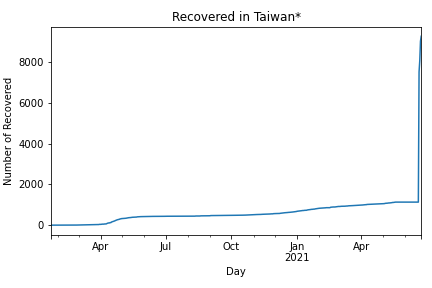 Recovered in Taiwan*
Number of Recovered
8000
6000
4000
2000
0
Apr
Jul
Oct
Jan
2021
Apr
Day